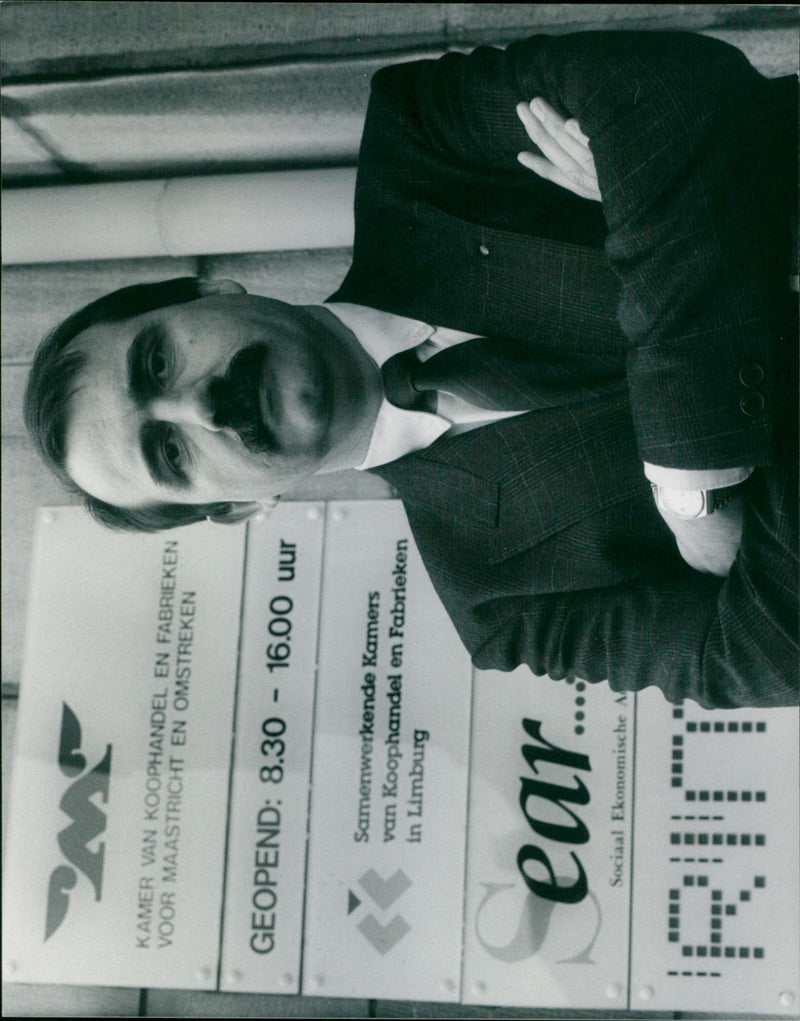 KAMER VAN KOOPHANDEL EN FABRIEKEN
VOOR MAASTRICHT EN OMSTREKEN
GEOPEND: 8.30 - 16.00 uur
Samenwerkende Kamers
van Koophandel en Fabrieken
in Limburg
Sear.....
Sociaal Ekonomische